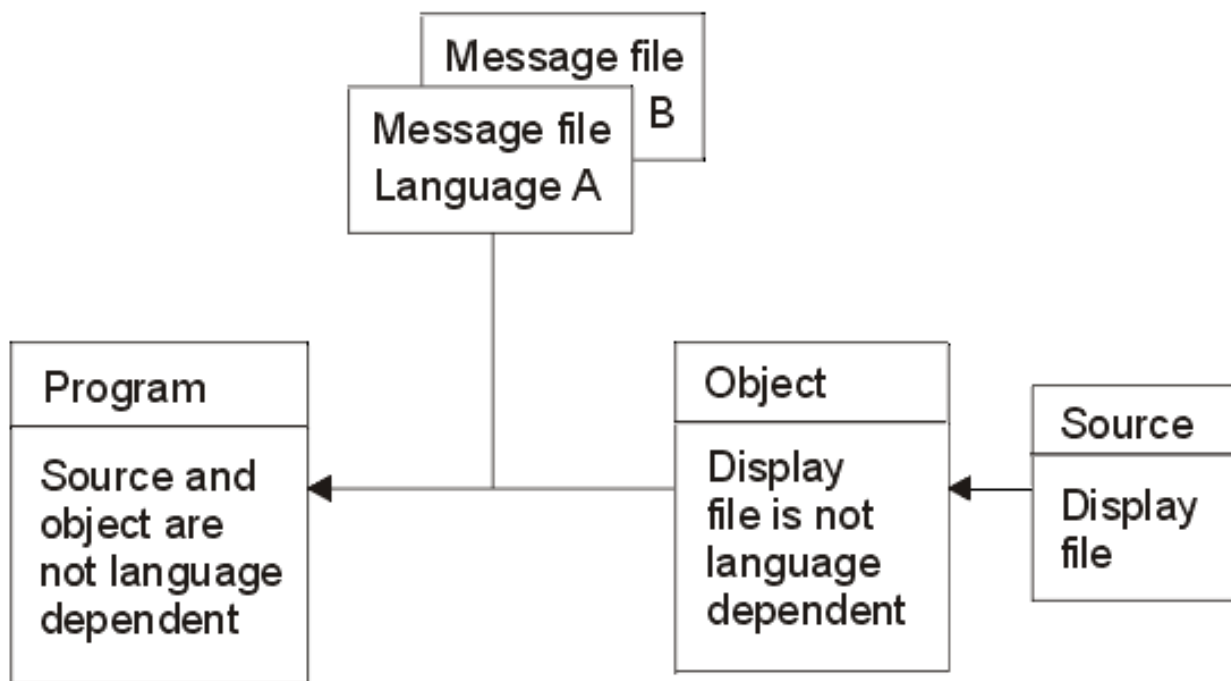 Message file
B
Message file
Language A
Program
Source and
object are
not language
dependent
Object
Display
file is not
language
dependent
Source
Display
file